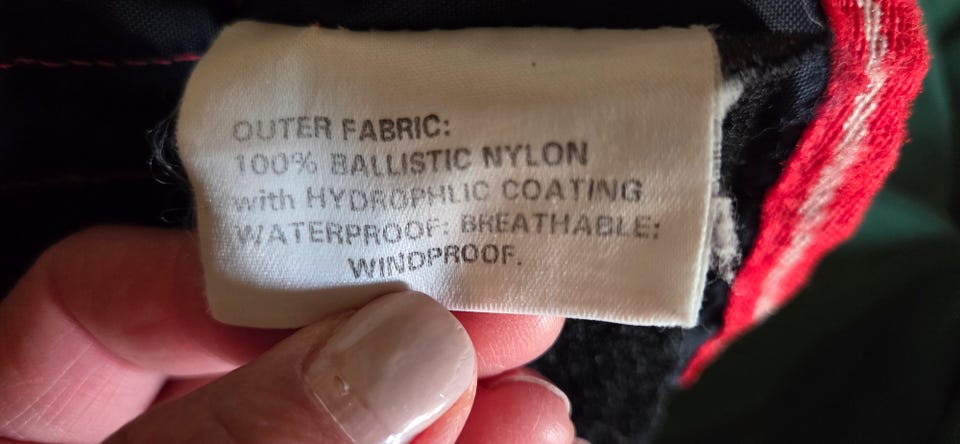 OUTER FABRIC:
100% BALLISTIC NYLON
with HYDROPHLIC COATING
WATERPROOF: BREATHABLE:
WINDPROOF.